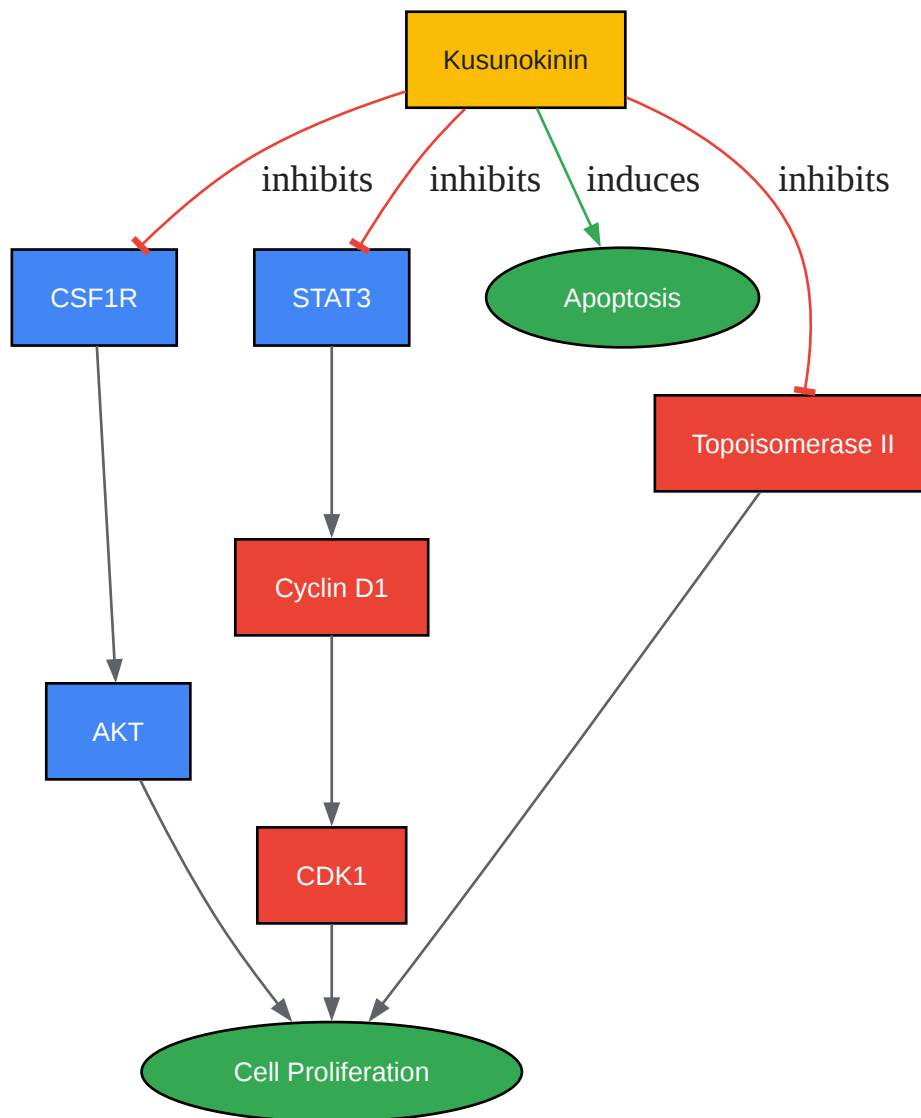 Kusunokinin
inhibits
inhibits
induces
inhibits
CSF1R
STAT3
Apoptosis
Topoisomerase II
Cyclin D1
AKT
CDK1
Cell Proliferation